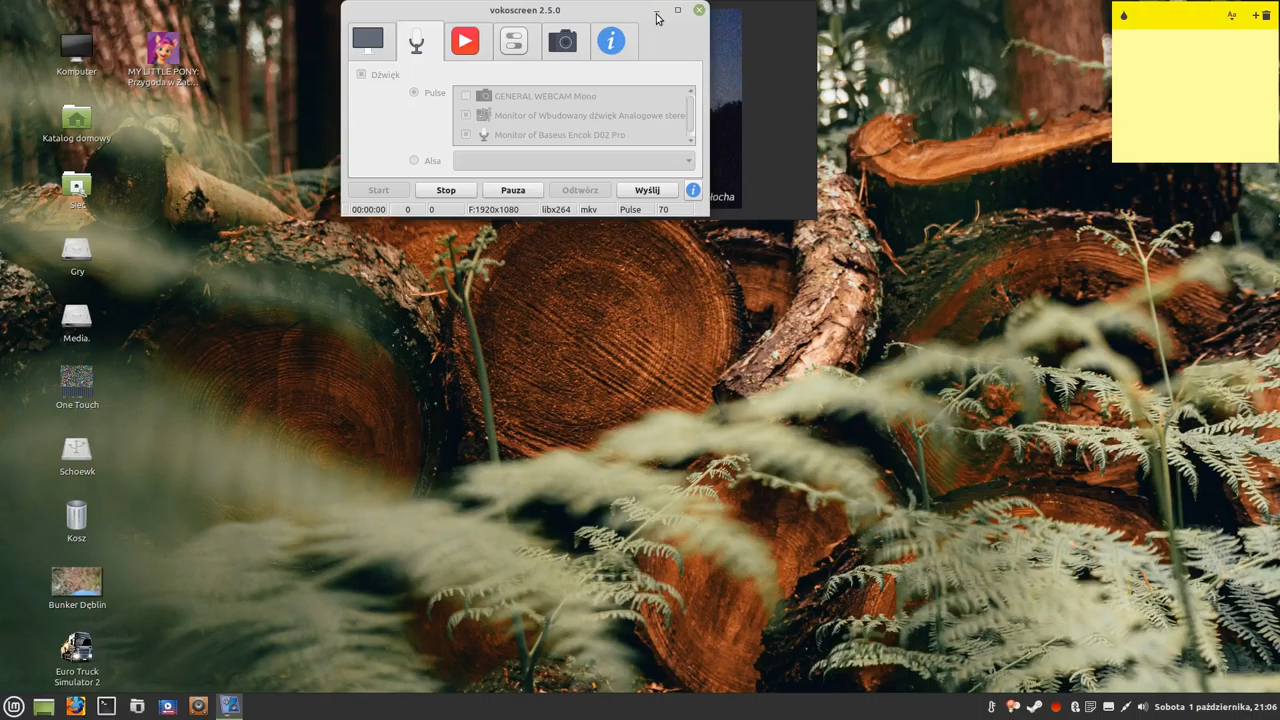 vokoscreen 2.5.0
Dźwięk
Pulse
GENERAL WEBCAM Mono
Monitor of Wbudowany dźwięk Analogowe stereo
Monitor of Baseus Encok D02 Pro
Alsa
Start Stop Pauza Odtwórz Wyślij
00:00:00 0 0 F:1920x1080 libx264 mkv Pulse 70
Aa
Komputer
MY LITTLE PONY:
Przygoda w Zat...
Katalog domowy
Sieć
Gry
Media.
One Touch
Schoewk
Kosz
Bunker Dęblin
Euro Truck
Simulator 2
Sobota 1 października, 21:06